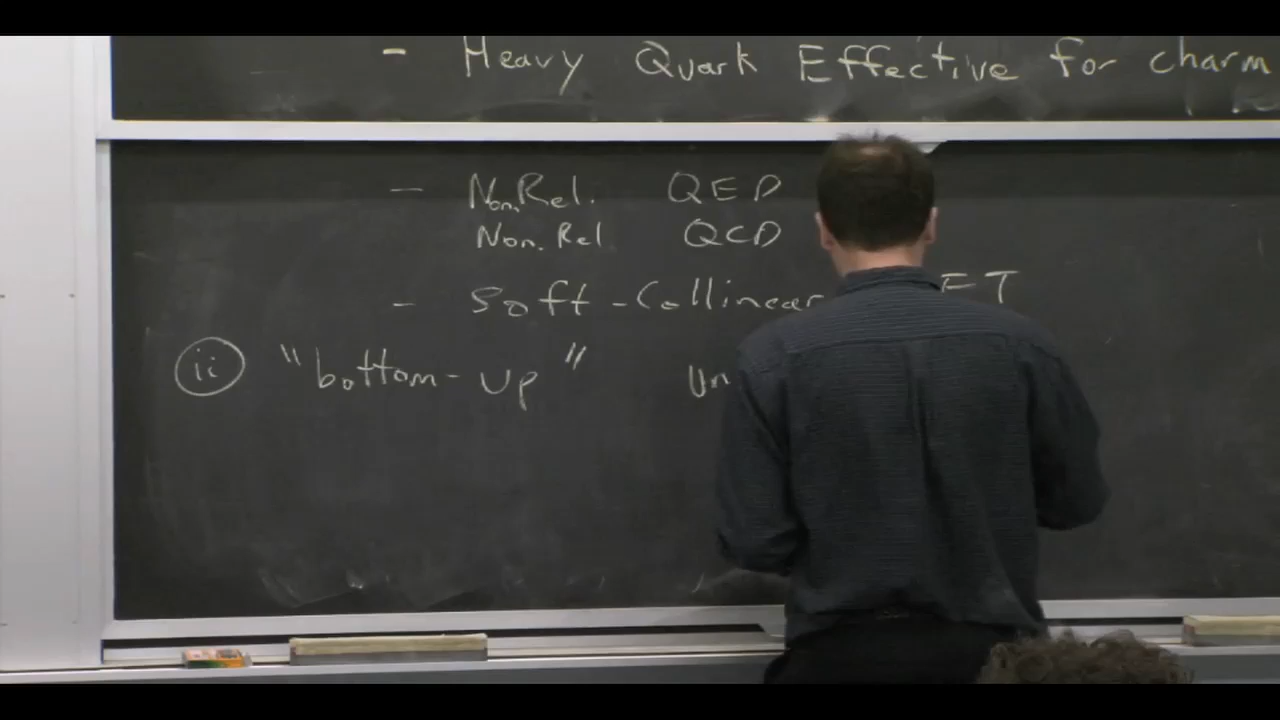 - Heavy Quark Effective for charm
- Non. Rel. QED
Non. Rel QCD
- Soft - Collinear
ii "bottom - up"